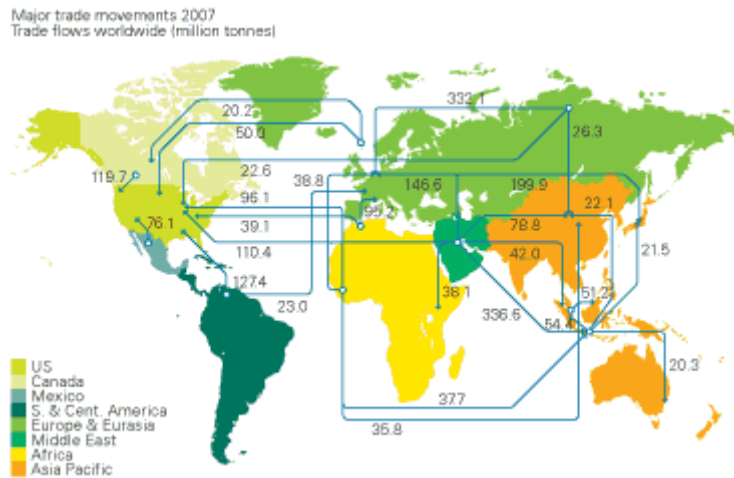 Major trade movements 2007
Trade flows worldwide (million tonnes)
20.2
332.1
50.0
26.3
22.6
119.7
38.8
146.6
199.9
96.1
22.1
76.1
39.1
78.8
110.4
42.0
21.5
127.4
38.1
51.2
23.0
336.6
54.4
20.3
37.7
35.8
US
Canada
Mexico
S. & Cent. America
Europe & Eurasia
Middle East
Africa
Asia Pacific